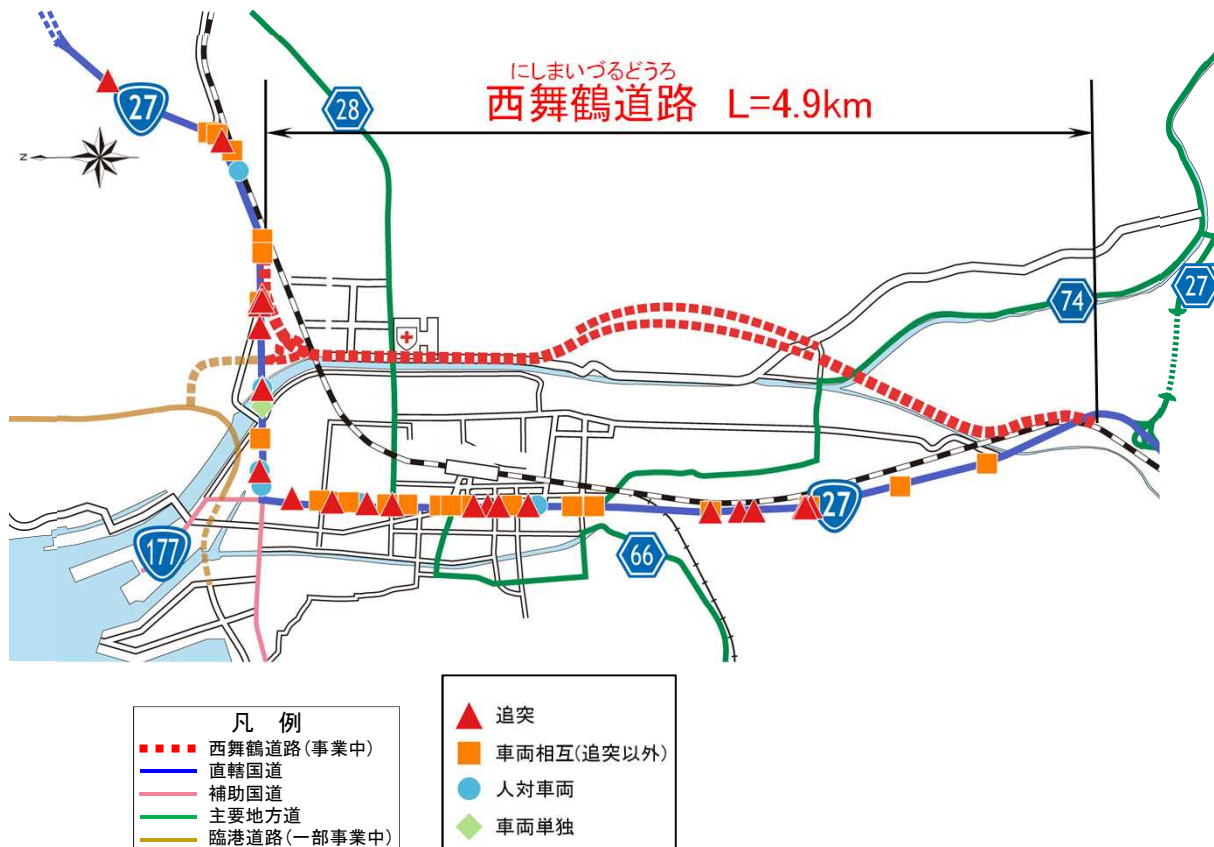 にしまいづるどうろ
西舞鶴道路 L=4.9km
27
28
N
74
27
27
177
66
凡 例
西舞鶴道路(事業中)
直轄国道
補助国道
主要地方道
臨港道路(一部事業中)
追突
車両相互(追突以外)
人対車両
車両単独